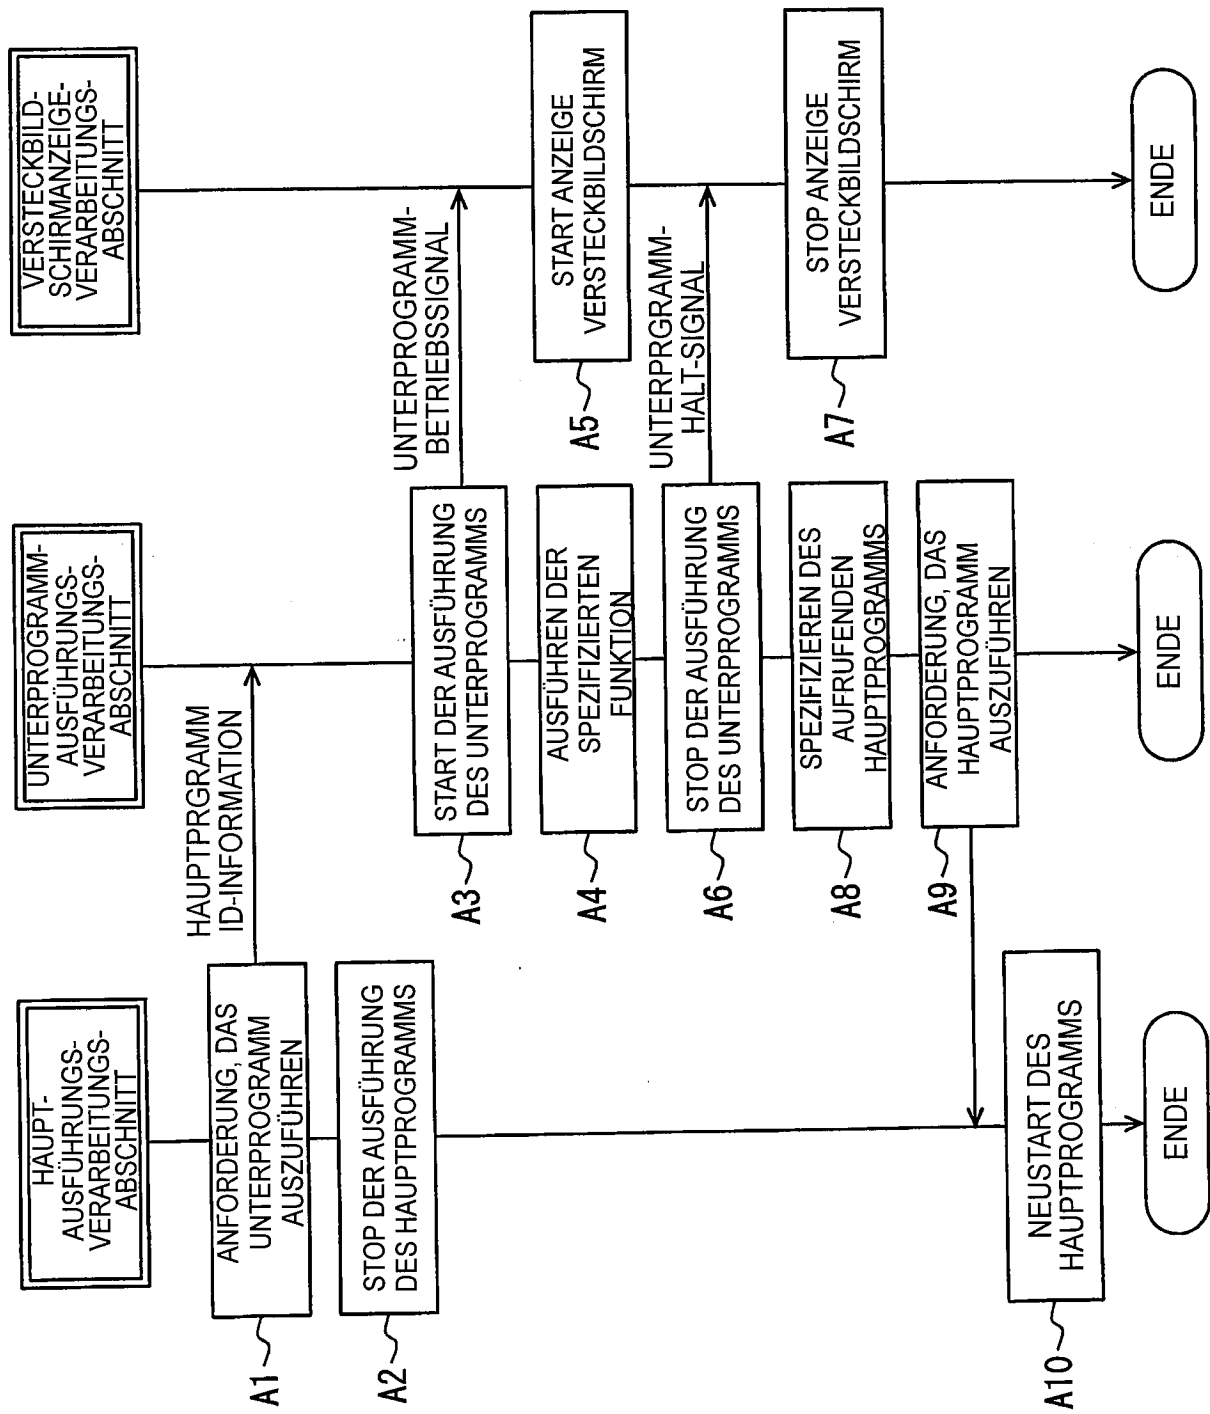 HAUPT-
AUSFÜHRUNGS-
VERARBEITUNGS-
ABSCHNITT
UNTERPROGRAMM-
AUSFÜHRUNGS-
VERARBEITUNGS-
ABSCHNITT
VERSTECKBILD-
SCHIRMANZEIGE-
VERARBEITUNGS-
ABSCHNITT
A1
ANFORDERUNG, DAS
UNTERPROGRAMM
AUSZUFÜHREN
HAUPTPRGRAMM
ID-INFORMATION
A2
STOP DER AUSFÜHRUNG
DES HAUPTPROGRAMMS
A3
START DER AUSFÜHRUNG
DES UNTERPROGRAMMS
UNTERPROGRAMM-
BETRIEBSSIGNAL
A4
AUSFÜHREN DER
SPEZIFIZIERTEN
FUNKTION
A5
START ANZEIGE
VERSTECKBILDSCHIRM
A6
STOP DER AUSFÜHRUNG
DES UNTERPROGRAMMS
UNTERPRGRAMM-
HALT-SIGNAL
A7
STOP ANZEIGE
VERSTECKBILDSCHIRM
A8
SPEZIFIZIEREN DES
AUFRUFENDEN
HAUPTPROGRAMMS
A9
ANFORDERUNG, DAS
HAUPTPROGRAMM
AUSZUFÜHREN
A10
NEUSTART DES
HAUPTPROGRAMMS
ENDE
ENDE
ENDE